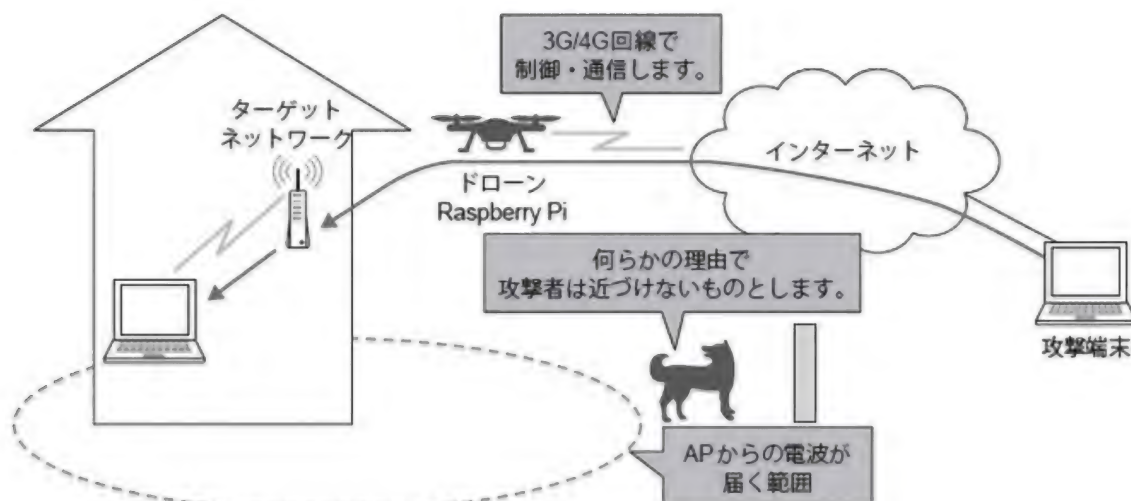 3G/4G回線で
制御・通信します。
ターゲット
ネットワーク
インターネット
ドローン
Raspberry Pi
何らかの理由で
攻撃者は近づけないものとします。
攻撃端末
APからの電波が
届く範囲